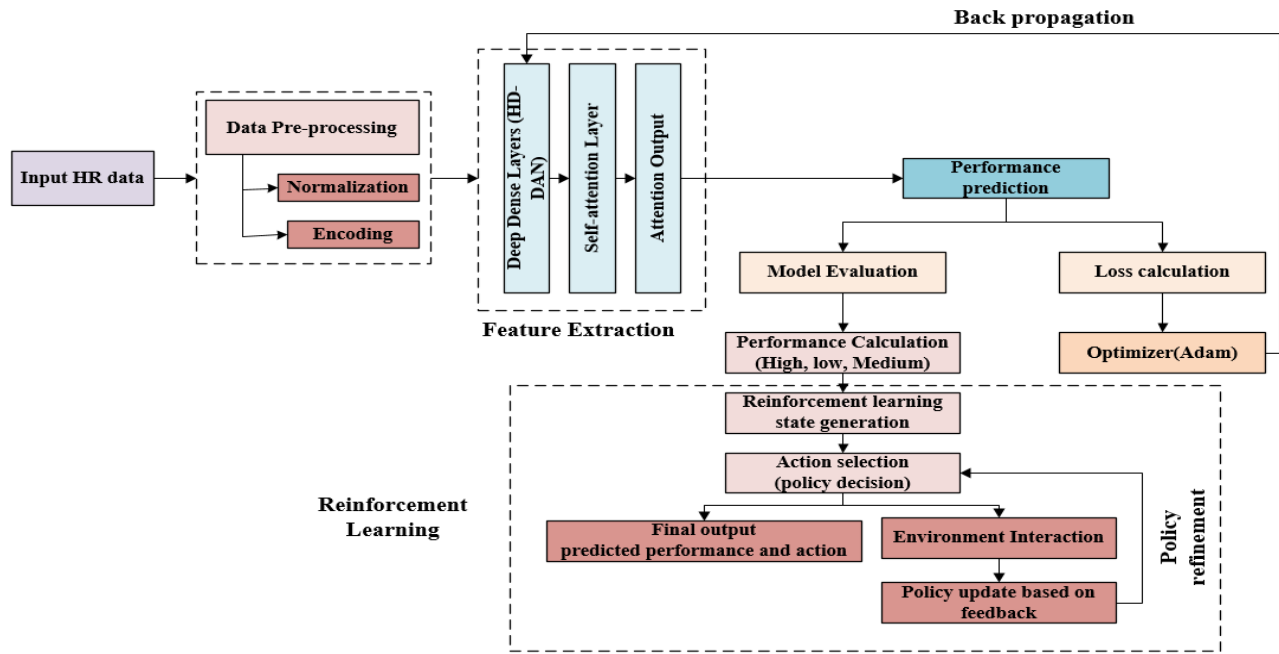 Back propagation
Input HR data
Data Pre-processing
Normalization
Encoding
Deep Dense Layers (HD-
DAN)
Self-attention Layer
Attention Output
Feature Extraction
Performance
prediction
Model Evaluation
Loss calculation
Performance Calculation
(High, low, Medium)
Optimizer(Adam)
Reinforcement learning
state generation
Action selection
(policy decision)
Reinforcement
Learning
Final output
predicted performance and action
Environment Interaction
Policy update based on
feedback
Policy
refinement